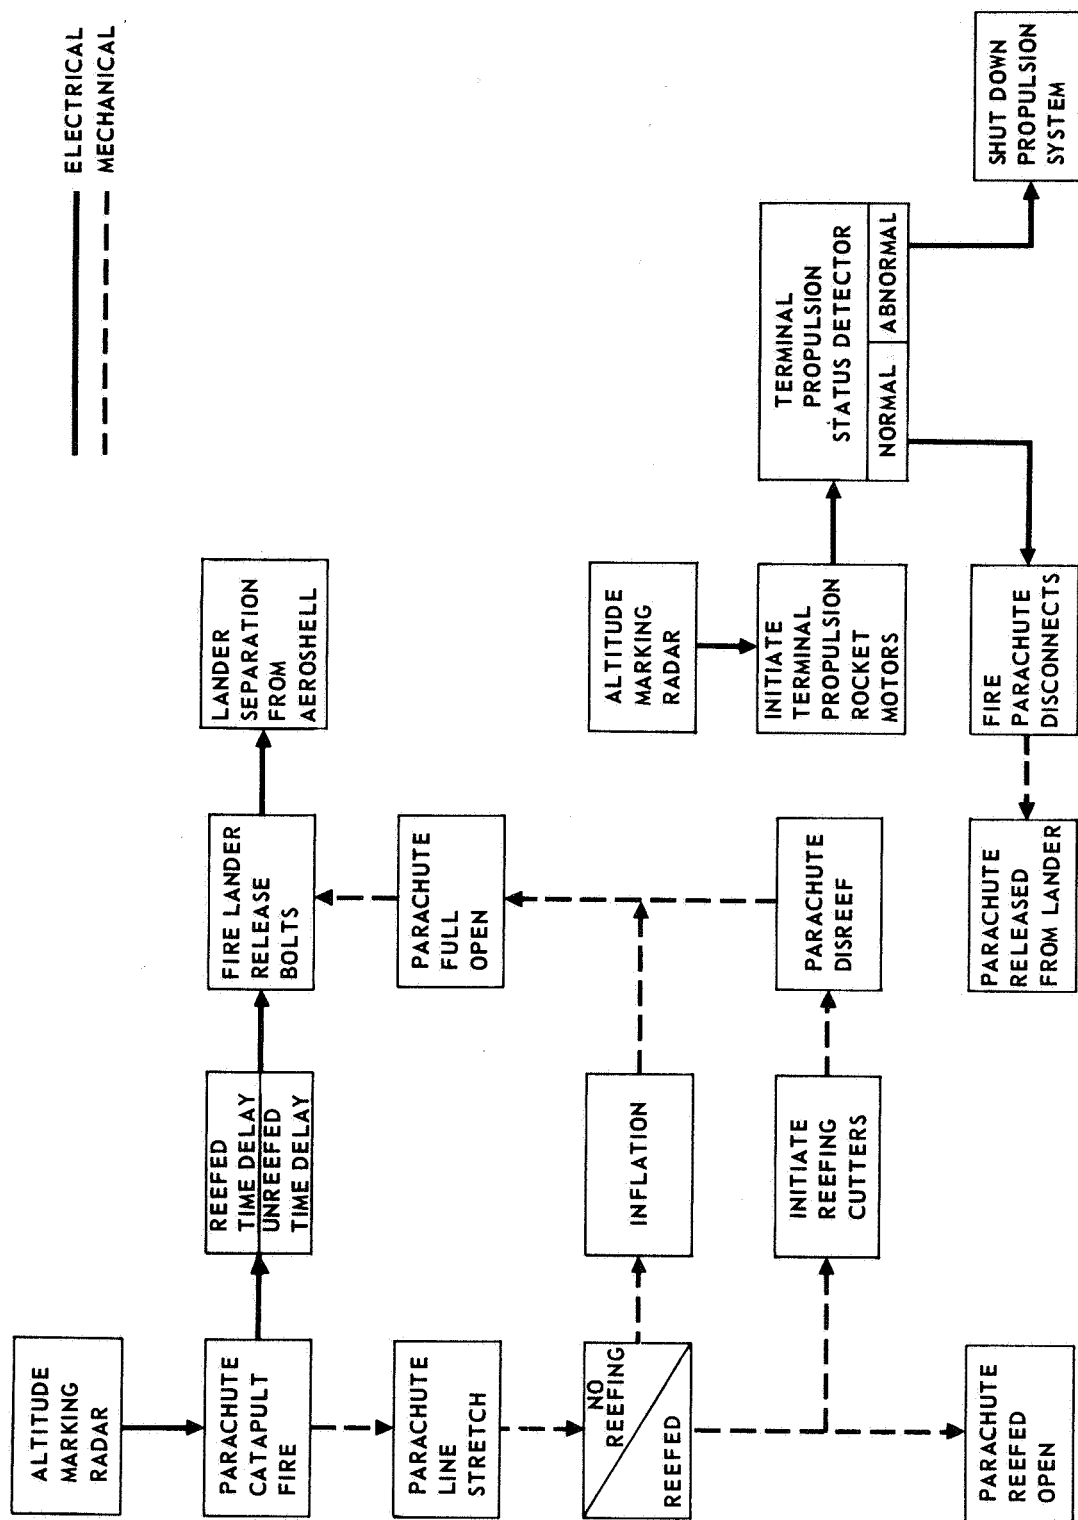 ELECTRICAL
MECHANICAL
ALTITUDE
MARKING
RADAR
PARACHUTE
CATAPULT
FIRE
REEFED
TIME DELAY
UNREEFED
TIME DELAY
FIRE LANDER
RELEASE
BOLTS
LANDER
SEPARATION
FROM
AEROSHELL
PARACHUTE
LINE
STRETCH
PARACHUTE
FULL
OPEN
NO
REEFING
REEFED
INFLATION
INITIATE
REEFING
CUTTERS
PARACHUTE
DISREEF
PARACHUTE
REEFED
OPEN
ALTITUDE
MARKING
RADAR
INITIATE
TERMINAL
PROPULSION
ROCKET
MOTORS
TERMINAL
PROPULSION
STATUS DETECTOR
NORMAL
ABNORMAL
SHUT DOWN
PROPULSION
SYSTEM
FIRE
PARACHUTE
DISCONNECTS
PARACHUTE
RELEASED
FROM LANDER